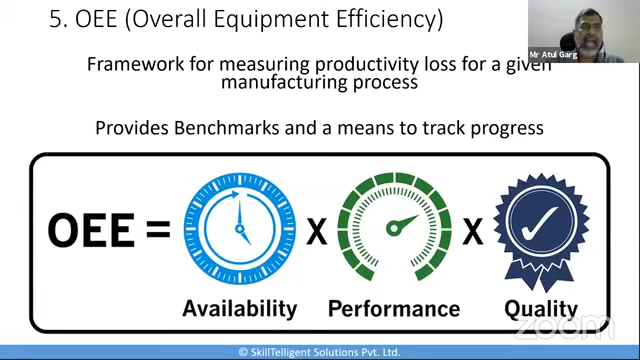 5. OEE (Overall Equipment Efficiency)
Mr Atul Garg
Framework for measuring productivity loss for a given
manufacturing process
Provides Benchmarks and a means to track progress
OEE = X X
Availability Performance Quality
zoom
© SkillTelligent Solutions Pvt. Ltd.